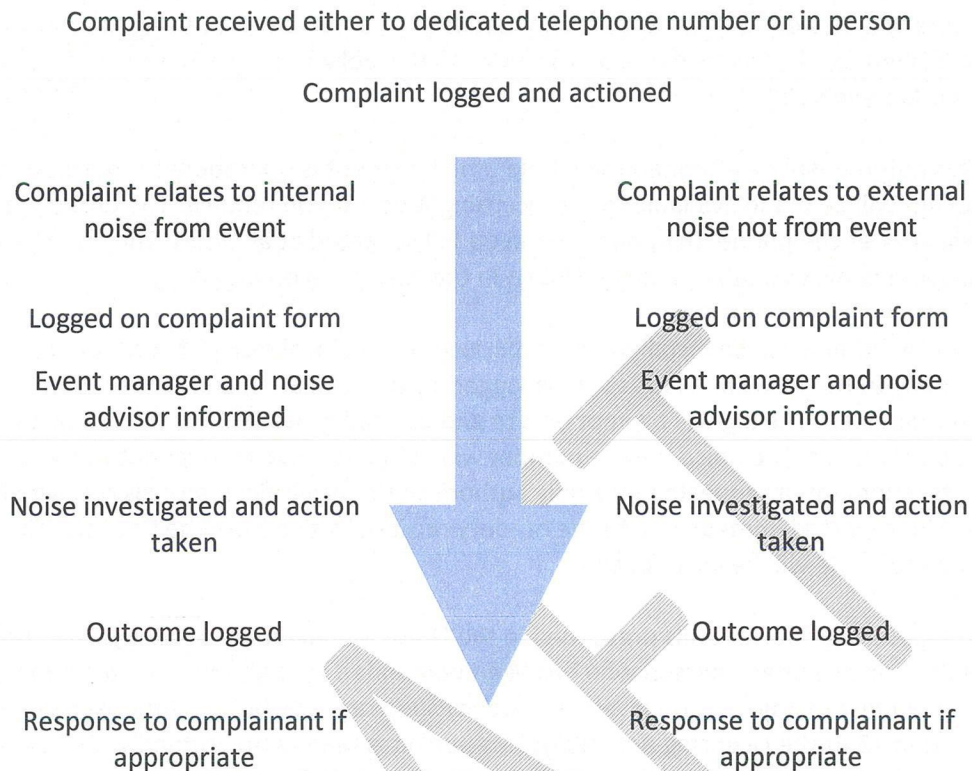 Complaint received either to dedicated telephone number or in person
Complaint logged and actioned
Complaint relates to internal
noise from event
Logged on complaint form
Event manager and noise
advisor informed
Noise investigated and action
taken
Outcome logged
Response to complainant if
appropriate
Complaint relates to external
noise not from event
Logged on complaint form
Event manager and noise
advisor informed
Noise investigated and action
taken
Outcome logged
Response to complainant if
appropriate